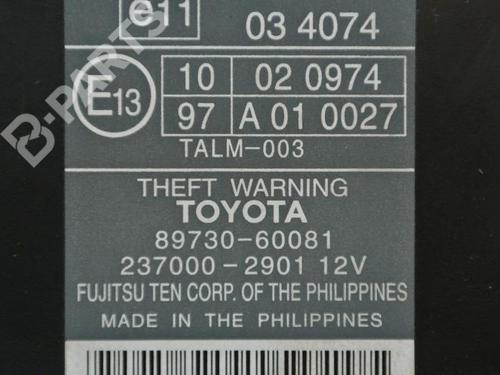 e11 03 4074
E13 10 02 0974
97 A 01 0027
TALM-003
THEFT WARNING
TOYOTA
89730-60081
237000-2901 12V
FUJITSU TEN CORP. OF THE PHILIPPINES
MADE IN THE PHILIPPINES
B-PARTS